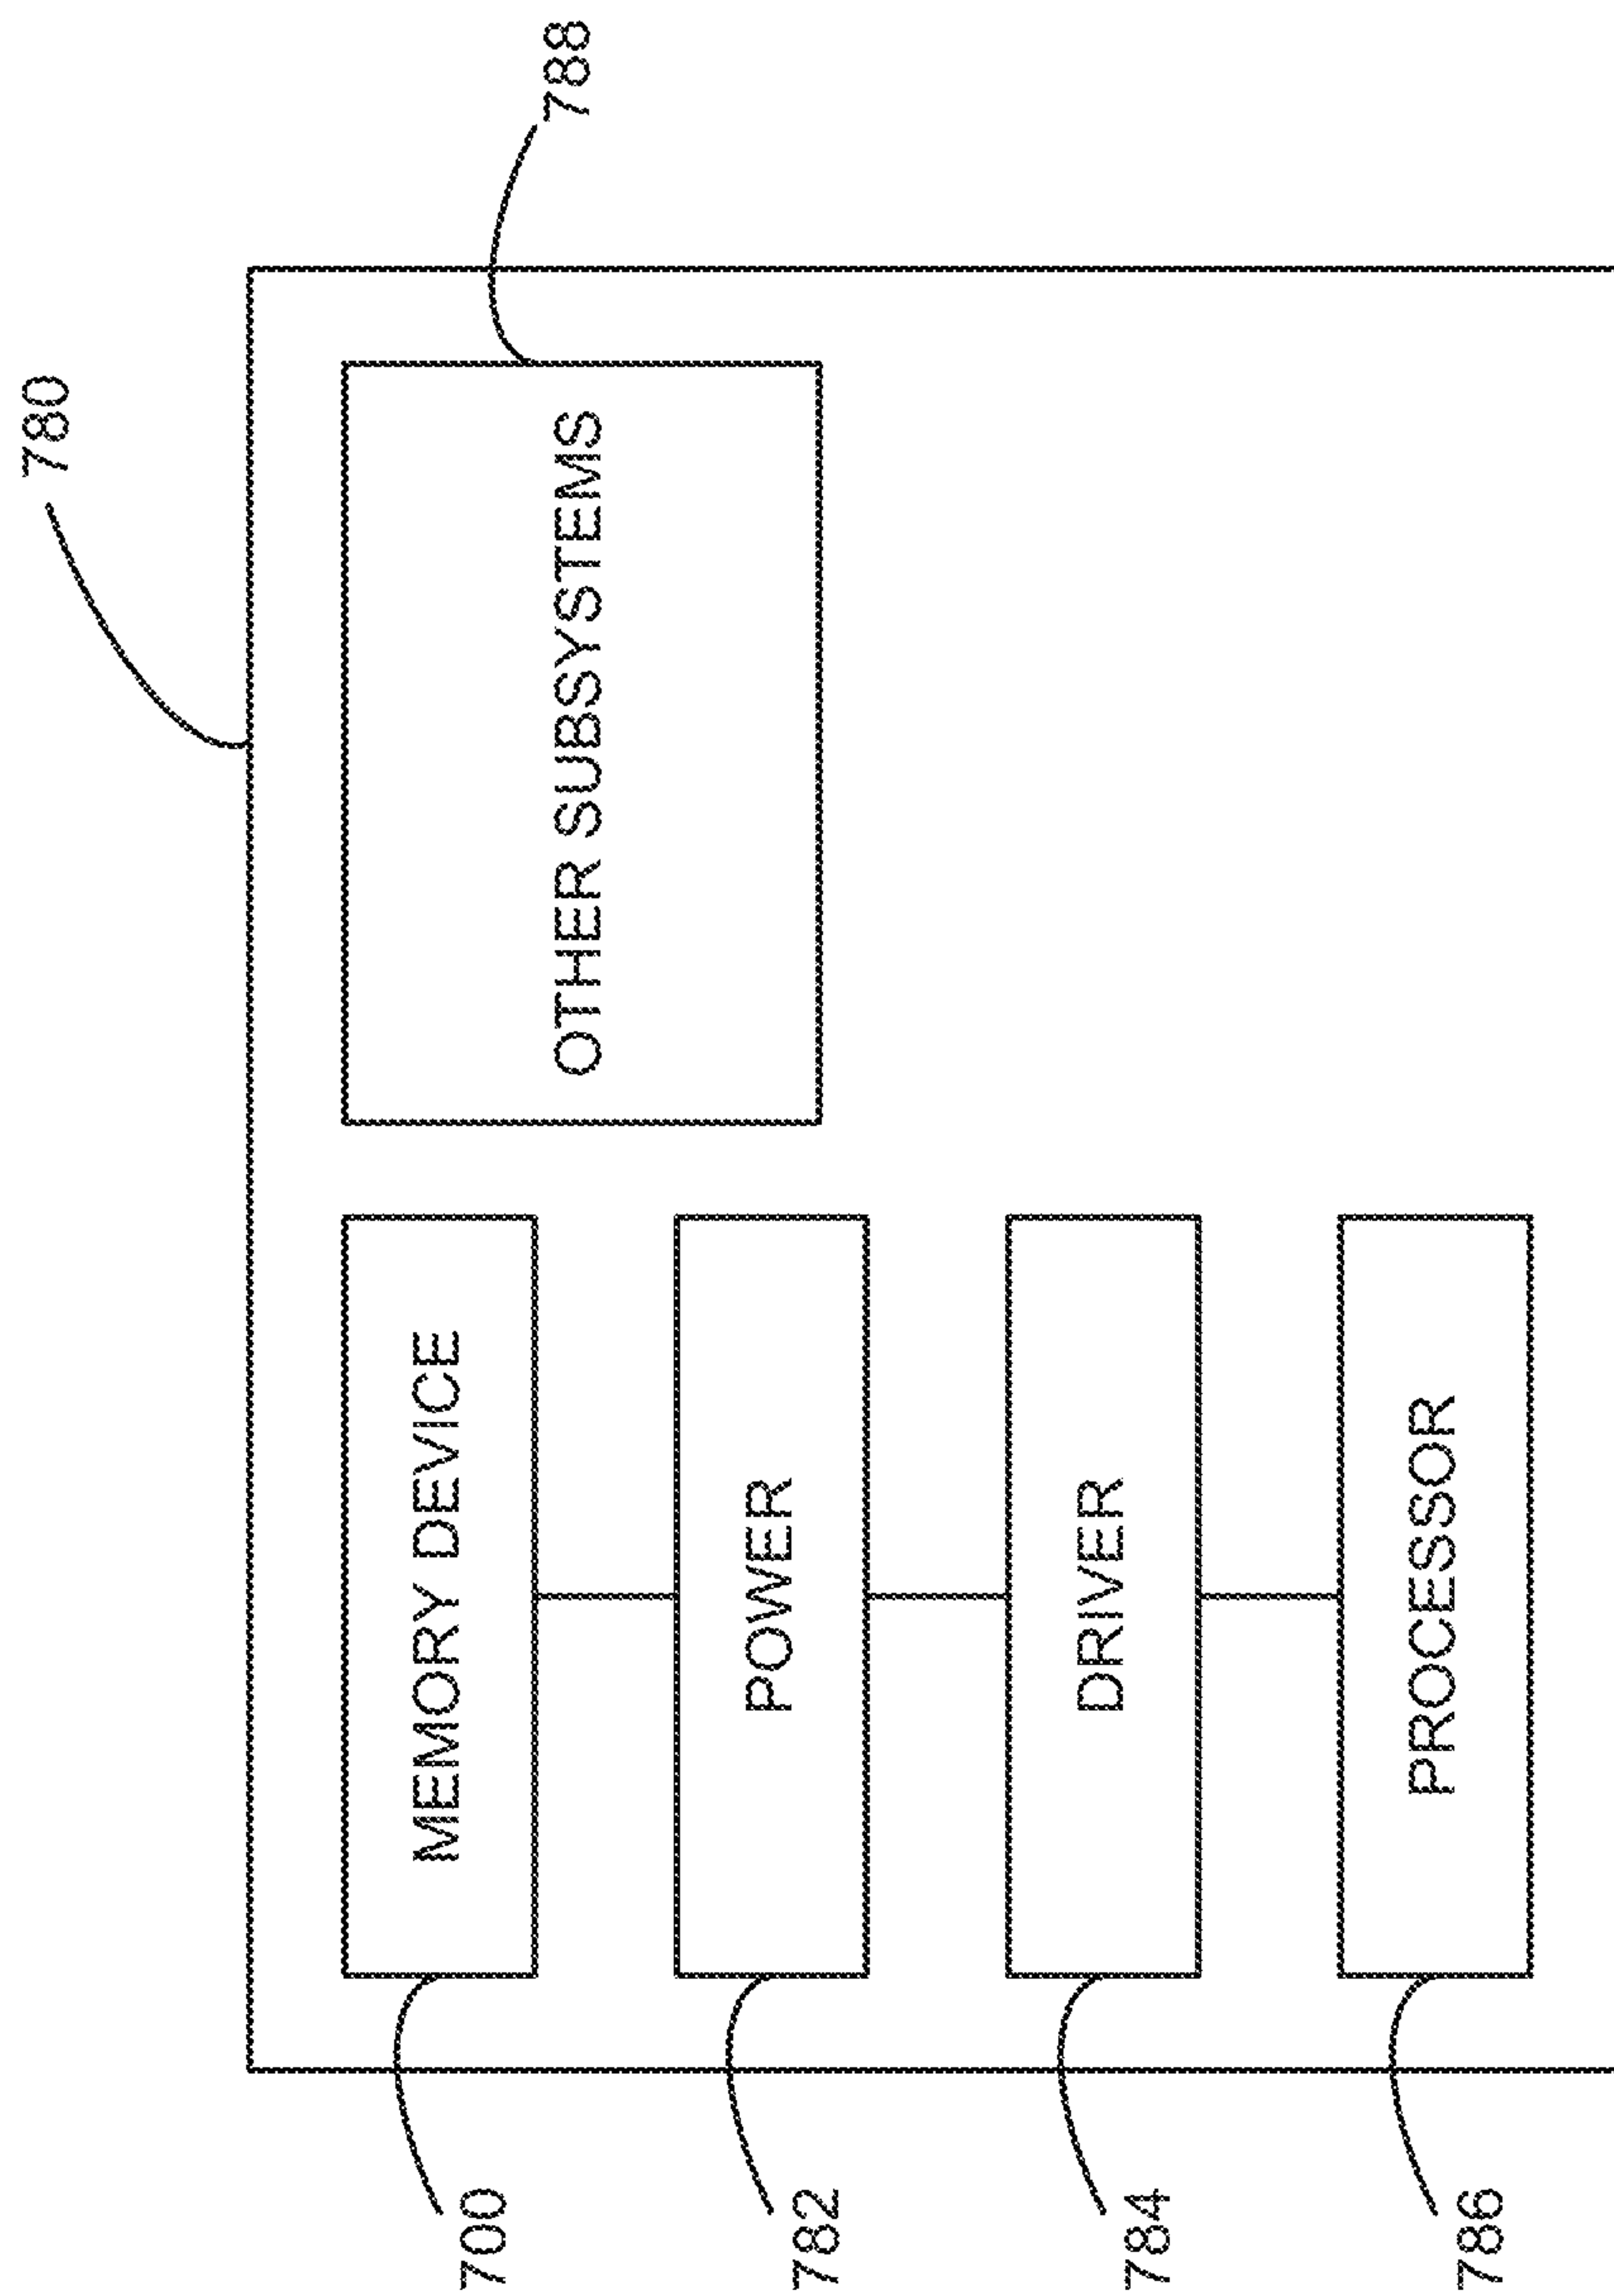 780
700
MEMORY DEVICE
OTHER SUBSYSTEMS
788
782
POWER
784
DRIVER
786
PROCESSOR